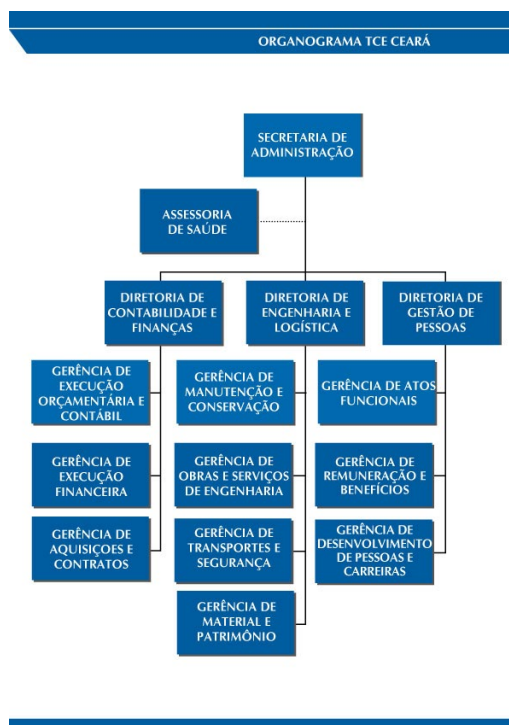 ORGANOGRAMA TCE CEARÁ
SECRETARIA DE
ADMINISTRAÇÃO
ASSESSORIA
DE SAÚDE
DIRETORIA DE
CONTABILIDADE E
FINANÇAS
DIRETORIA DE
ENGENHARIA E
LOGÍSTICA
DIRETORIA DE
GESTÃO DE
PESSOAS
GERÊNCIA DE
EXECUÇÃO
ORÇAMENTÁRIA E
CONTÁBIL
GERÊNCIA DE
MANUTENÇÃO E
CONSERVAÇÃO
GERÊNCIA DE ATOS
FUNCIONAIS
GERÊNCIA DE
EXECUÇÃO
FINANCEIRA
GERÊNCIA DE
OBRAS E SERVIÇOS
DE ENGENHARIA
GERÊNCIA DE
REMUNERAÇÃO E
BENEFÍCIOS
GERÊNCIA DE
AQUISIÇOES E
CONTRATOS
GERÊNCIA DE
TRANSPORTES E
SEGURANÇA
GERÊNCIA DE
DESENVOLVIMENTO
DE PESSOAS E
CARREIRAS
GERÊNCIA DE
MATERIAL E
PATRIMÔNIO